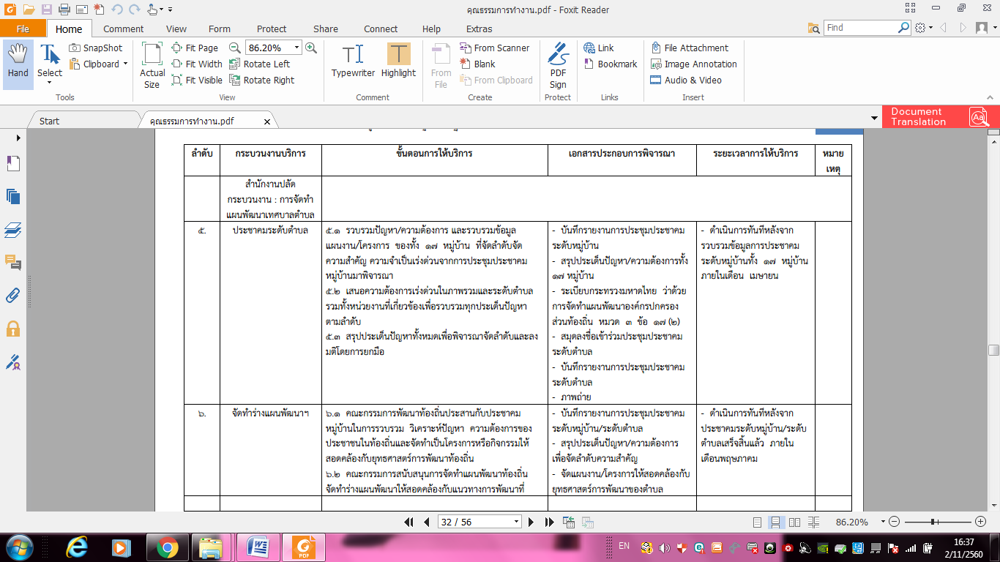 คุณธรรมการทำงาน.pdf - Foxit Reader
File Home Comment View Form Protect Share Connect Help Extras Find
Hand
Select
SnapShot
Clipboard
Tools
Actual Size
Fit Page
Fit Width
Fit Visible
86.20%
Rotate Left
Rotate Right
View
Typewriter Highlight
Comment
From File
From Scanner
Blank
From Clipboard
Create
PDF Sign
Protect
Link
Bookmark
Links
File Attachment
Image Annotation
Audio & Video
Insert
Start คุณธรรมการทำงาน.pdf
Document
Translation
ลำดับ กระบวนงานบริการ ขั้นตอนการให้บริการ เอกสารประกอบการพิจารณา ระยะเวลาการให้บริการ หมาย
เหตุ
สำนักงานปลัด
กระบวนงาน : การจัดทำ
แผนพัฒนาเทศบาลตำบล
๕. ประชาคมระดับตำบล
๕.๑ รวบรวมปัญหา/ความต้องการ และรวบรวมข้อมูล
แผนงาน/โครงการ ของทั้ง ๑๗ หมู่บ้าน ที่จัดลำดับจัด
ความสำคัญ ความจำเป็นเร่งด่วนจากการประชุมประชาคม
หมู่บ้านมาพิจารณา
๕.๒ เสนอความต้องการเร่งด่วนในภาพรวมและระดับตำบล
รวมทั้งหน่วยงานที่เกี่ยวข้องเพื่อรวบรวมทุกประเด็นปัญหา
ตามลำดับ
๕.๓ สรุปประเด็นปัญหาทั้งหมดเพื่อพิจารณาจัดลำดับและลง
มติโดยการยกมือ
- บันทึกรายงานการประชุมประชาคม
ระดับหมู่บ้าน
- สรุปประเด็นปัญหา/ความต้องการทั้ง
๑๗ หมู่บ้าน
- ระเบียบกระทรวงมหาดไทย ว่าด้วย
การจัดทำแผนพัฒนาองค์กรปกครอง
ส่วนท้องถิ่น หมวด ๓ ข้อ ๑๗ (๒)
- สมุดลงชื่อเข้าร่วมประชุมประชาคม
ระดับตำบล
- บันทึกรายงานการประชุมประชาคม
ระดับตำบล
- ภาพถ่าย
- ดำเนินการทันทีหลังจาก
รวบรวมข้อมูลการประชาคม
ระดับหมู่บ้านทั้ง ๑๗ หมู่บ้าน
ภายในเดือน เมษายน
๖. จัดทำร่างแผนพัฒนาฯ
๖.๑ คณะกรรมการพัฒนาท้องถิ่นประสานกับประชาคม
หมู่บ้านในการรวบรวม วิเคราะห์ปัญหา ความต้องการของ
ประชาชนในท้องถิ่นและจัดทำเป็นโครงการหรือกิจกรรมให้
สอดคล้องกับยุทธศาสตร์การพัฒนาท้องถิ่น
๖.๒ คณะกรรมการสนับสนุนการจัดทำแผนพัฒนาท้องถิ่น
จัดทำร่างแผนพัฒนาให้สอดคล้องกับแนวทางการพัฒนาที่
- บันทึกรายงานการประชุมประชาคม
ระดับหมู่บ้าน/ระดับตำบล
- สรุปประเด็นปัญหา/ความต้องการ
เพื่อจัดลำดับความสำคัญ
- จัดแผนงาน/โครงการให้สอดคล้องกับ
ยุทธศาสตร์การพัฒนาของตำบล
- ดำเนินการทันทีหลังจาก
ประชาคมระดับหมู่บ้าน/ระดับ
ตำบลเสร็จสิ้นแล้ว ภายใน
เดือนพฤษภาคม
32 / 56
86.20%
EN
16:37
2/11/2560